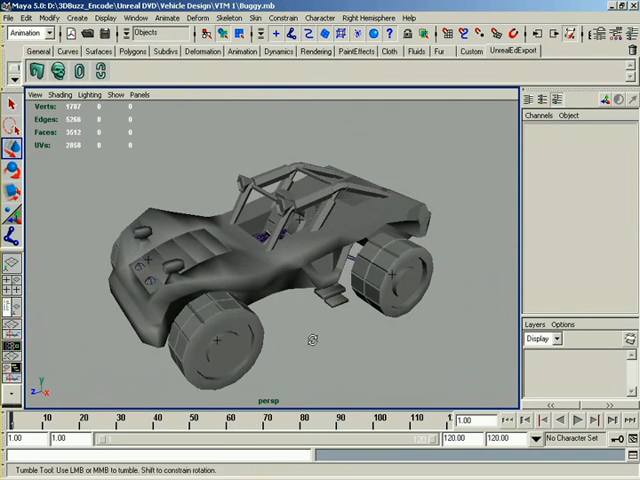 Maya 5.0: D:\3DBuzz_Encode\Unreal DVD\Vehicle Design\VTM 1\Buggy.mb
Edit Modify Create Display Window Animate Deform Skeleton Skin Constrain Character Right Hemisphere
Animation
Objects
General Curves Surfaces Polygons Subdivs Deformation Animation Dynamics Rendering PaintEffects Cloth Fluids Fur Custom UnrealEdExport
View Shading Lighting Show Panels
Verts: 1787 0 0
Edges: 5266 0 0
Faces: 3512 0 0
UVs: 2058 0 0
Channels Object
Layers Options
Display
y
z x
persp
10 20 30 40 50 60 70 80 90 100 110
1.00
1.00 1.00 120.00 120.00 No Character Set
Tumble Tool: Use LMB or MMB to tumble. Shift to constrain rotation.